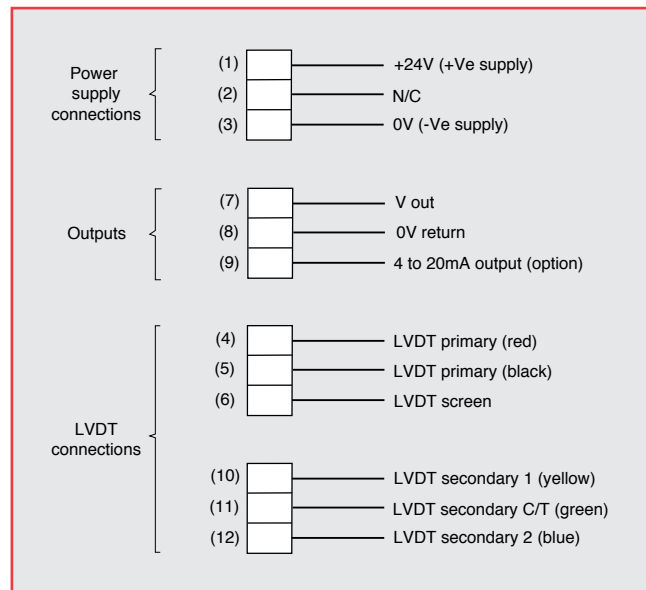 Power
supply
connections
(1) +24V (+Ve supply)
(2) N/C
(3) 0V (-Ve supply)
Outputs
(7) V out
(8) 0V return
(9) 4 to 20mA output (option)
LVDT
connections
(4) LVDT primary (red)
(5) LVDT primary (black)
(6) LVDT screen
(10) LVDT secondary 1 (yellow)
(11) LVDT secondary C/T (green)
(12) LVDT secondary 2 (blue)